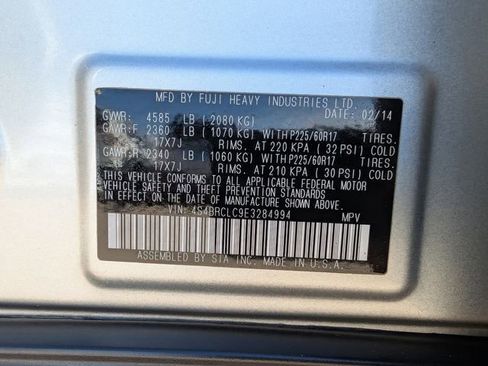 MFD BY FUJI HEAVY INDUSTRIES LTD.
GVWR: 4585 LB ( 2080 KG) DATE: 02/14
GAWR:F 2360 LB ( 1070 KG) WITH P225/60R17 TIRES.
17X7J RIMS. AT 220 KPA ( 32 PSI) COLD
GAWR:R 2340 LB ( 1060 KG) WITH P225/60R17 TIRES.
17X7J RIMS. AT 210 KPA ( 30 PSI) COLD
THIS VEHICLE CONFORMS TO ALL APPLICABLE FEDERAL MOTOR
VEHICLE SAFETY AND THEFT PREVENTION STANDARDS IN
EFFECT ON THE DATE OF MANUFACTURE SHOWN ABOVE.
VIN: 4S4BRCLC9E3284994 MPV
ASSEMBLED BY SIA INC. MADE IN U.S.A.